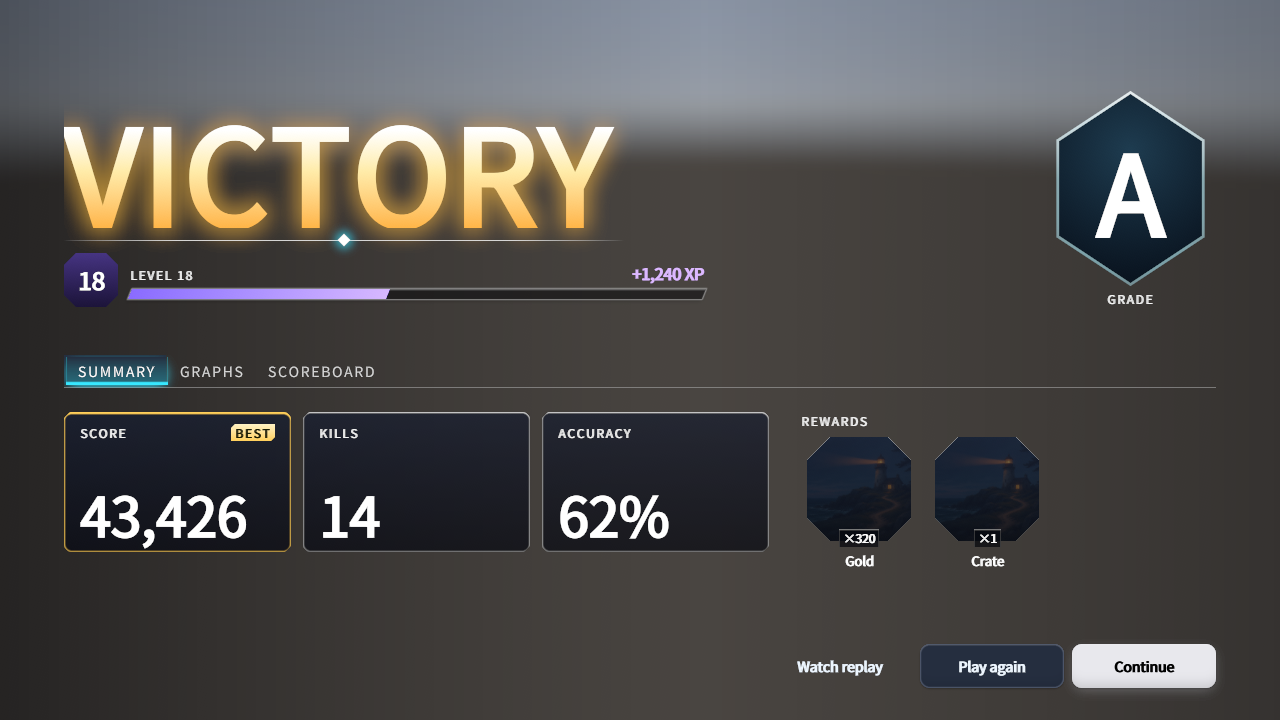 VICTORY
A
GRADE
18
LEVEL 18
+1,240 XP
SUMMARY
GRAPHS
SCOREBOARD
SCORE
BEST
43,426
KILLS
14
ACCURACY
62%
REWARDS
×320
Gold
×1
Crate
Watch replay
Play again
Continue